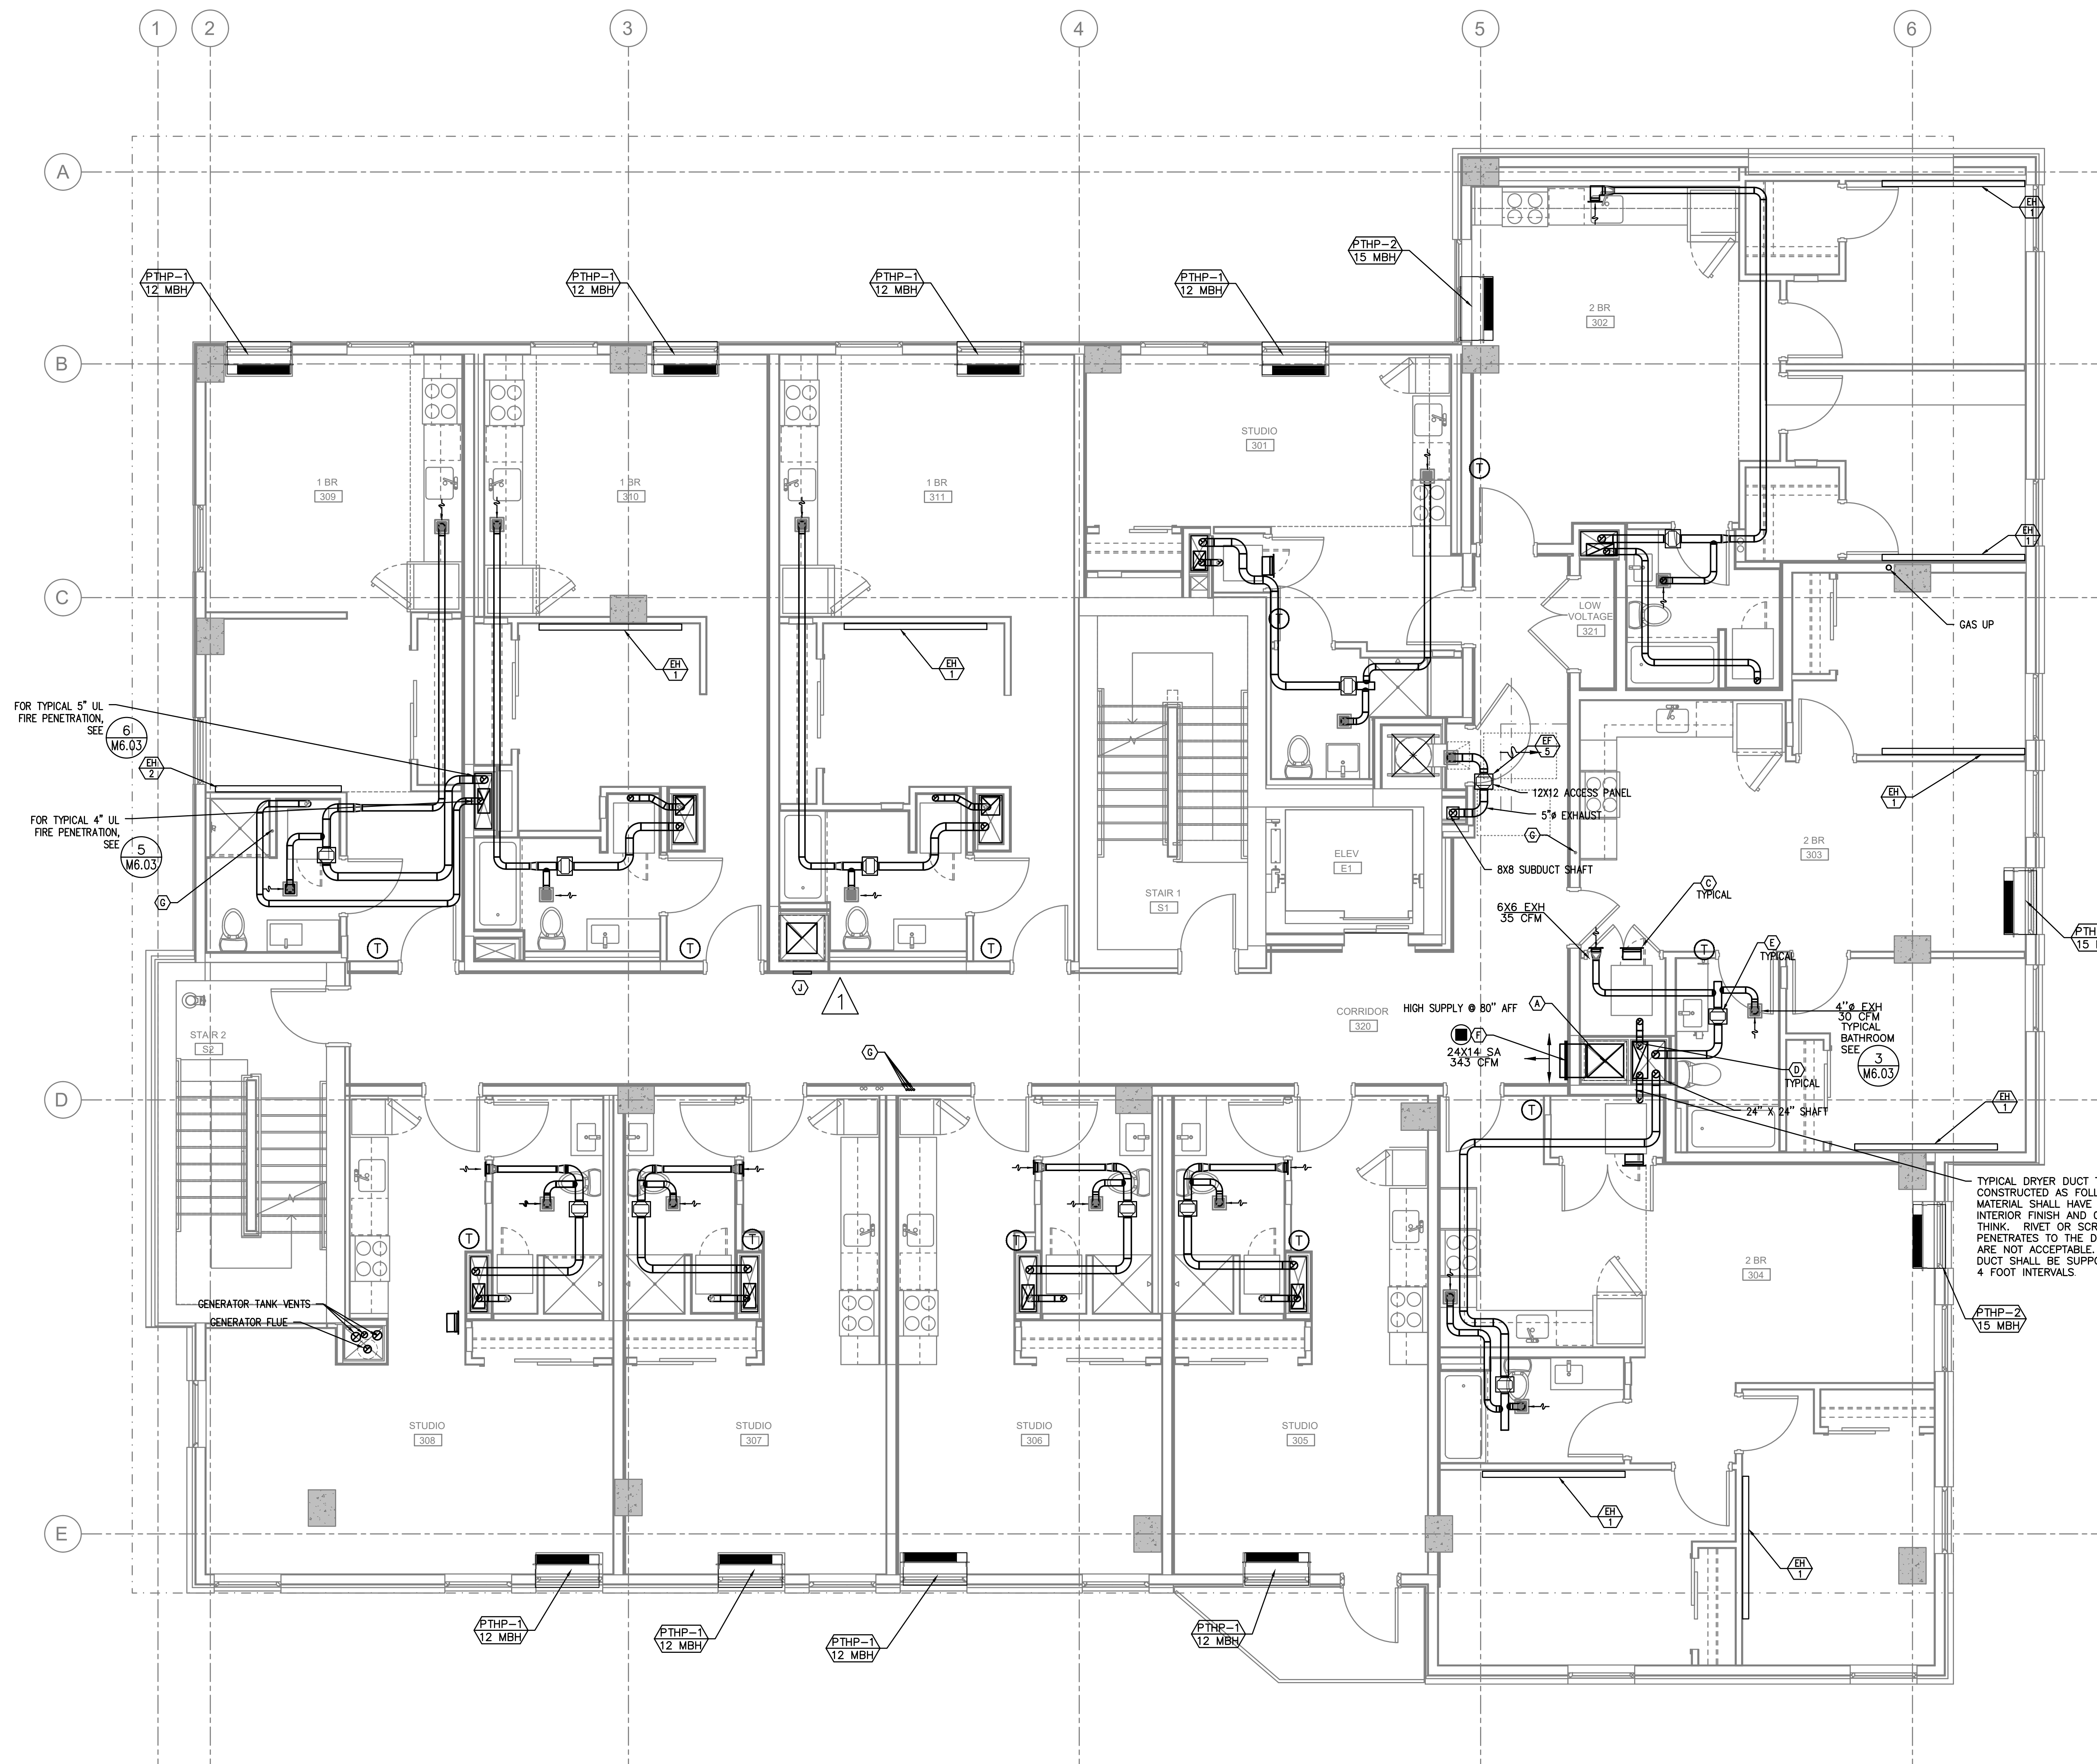 1
2
3
4
5
6
A
B
C
D
E
PTHP-1
12 MBH
PTHP-1
12 MBH
PTHP-1
12 MBH
PTHP-1
12 MBH
PTHP-2
15 MBH
EH
1
2 BR
302
STUDIO
301
1 BR
309
1 BR
310
1 BR
311
T
EH
1
T
LOW
VOLTAGE
321
GAS UP
EH
1
EH
1
FOR TYPICAL 5" UL
FIRE PENETRATION,
SEE
6
M6.03
EH
2
FOR TYPICAL 4" UL
FIRE PENETRATION,
SEE
5
M6.03
G
EF
5
12X12 ACCESS PANEL
5"ø EXHAUST
G
8X8 SUBDUCT SHAFT
EH
1
2 BR
303
ELEV
E1
STAIR 1
S1
C
TYPICAL
6X6 EXH
35 CFM
T
T
T
T
E
TYPICAL
15
J
1
STAIR 2
S2
CORRIDOR
320
HIGH SUPPLY @ 80" AFF
A
F
24X14 SA
343 CFM
4"ø EXH
30 CFM
TYPICAL
BATHROOM
SEE
3
M6.03
G
D
TYPICAL
24" X 24" SHAFT
T
EH
1
TYPICAL DRYER DUCT
CONSTRUCTED AS
MATERIAL SHALL HAVE
INTERIOR FINISH AND
THINK. RIVET OR
PENETRATES TO THE
ARE NOT ACCEPTABLE.
DUCT SHALL BE
4 FOOT INTERVALS
T
T
T
T
2 BR
304
GENERATOR TANK VENTS
GENERATOR FLUE
PTHP-2
15 MBH
STUDIO
308
STUDIO
307
STUDIO
306
STUDIO
305
EH
1
EH
1
PTHP-1
12 MBH
PTHP-1
12 MBH
PTHP-1
12 MBH
PTHP-1
12 MBH